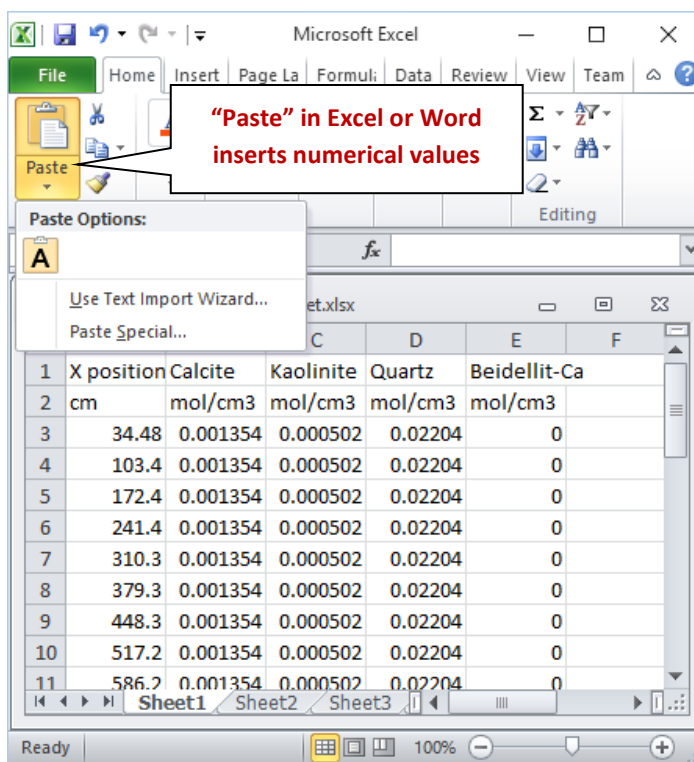 Microsoft Excel
File Home Insert Page La Formul Data Review View Team
"Paste" in Excel or Word
inserts numerical values
Paste
Editing
Paste Options:
A
fx
Use Text Import Wizard...
Paste Special...
et.xlsx
C D E F
1 X position Calcite Kaolinite Quartz Beidellit-Ca
2 cm mol/cm3 mol/cm3 mol/cm3 mol/cm3
3 34.48 0.001354 0.000502 0.02204 0
4 103.4 0.001354 0.000502 0.02204 0
5 172.4 0.001354 0.000502 0.02204 0
6 241.4 0.001354 0.000502 0.02204 0
7 310.3 0.001354 0.000502 0.02204 0
8 379.3 0.001354 0.000502 0.02204 0
9 448.3 0.001354 0.000502 0.02204 0
10 517.2 0.001354 0.000502 0.02204 0
11 586.2 0.001354 0.000502 0.02204 0
Sheet1 Sheet2 Sheet3
Ready 100%